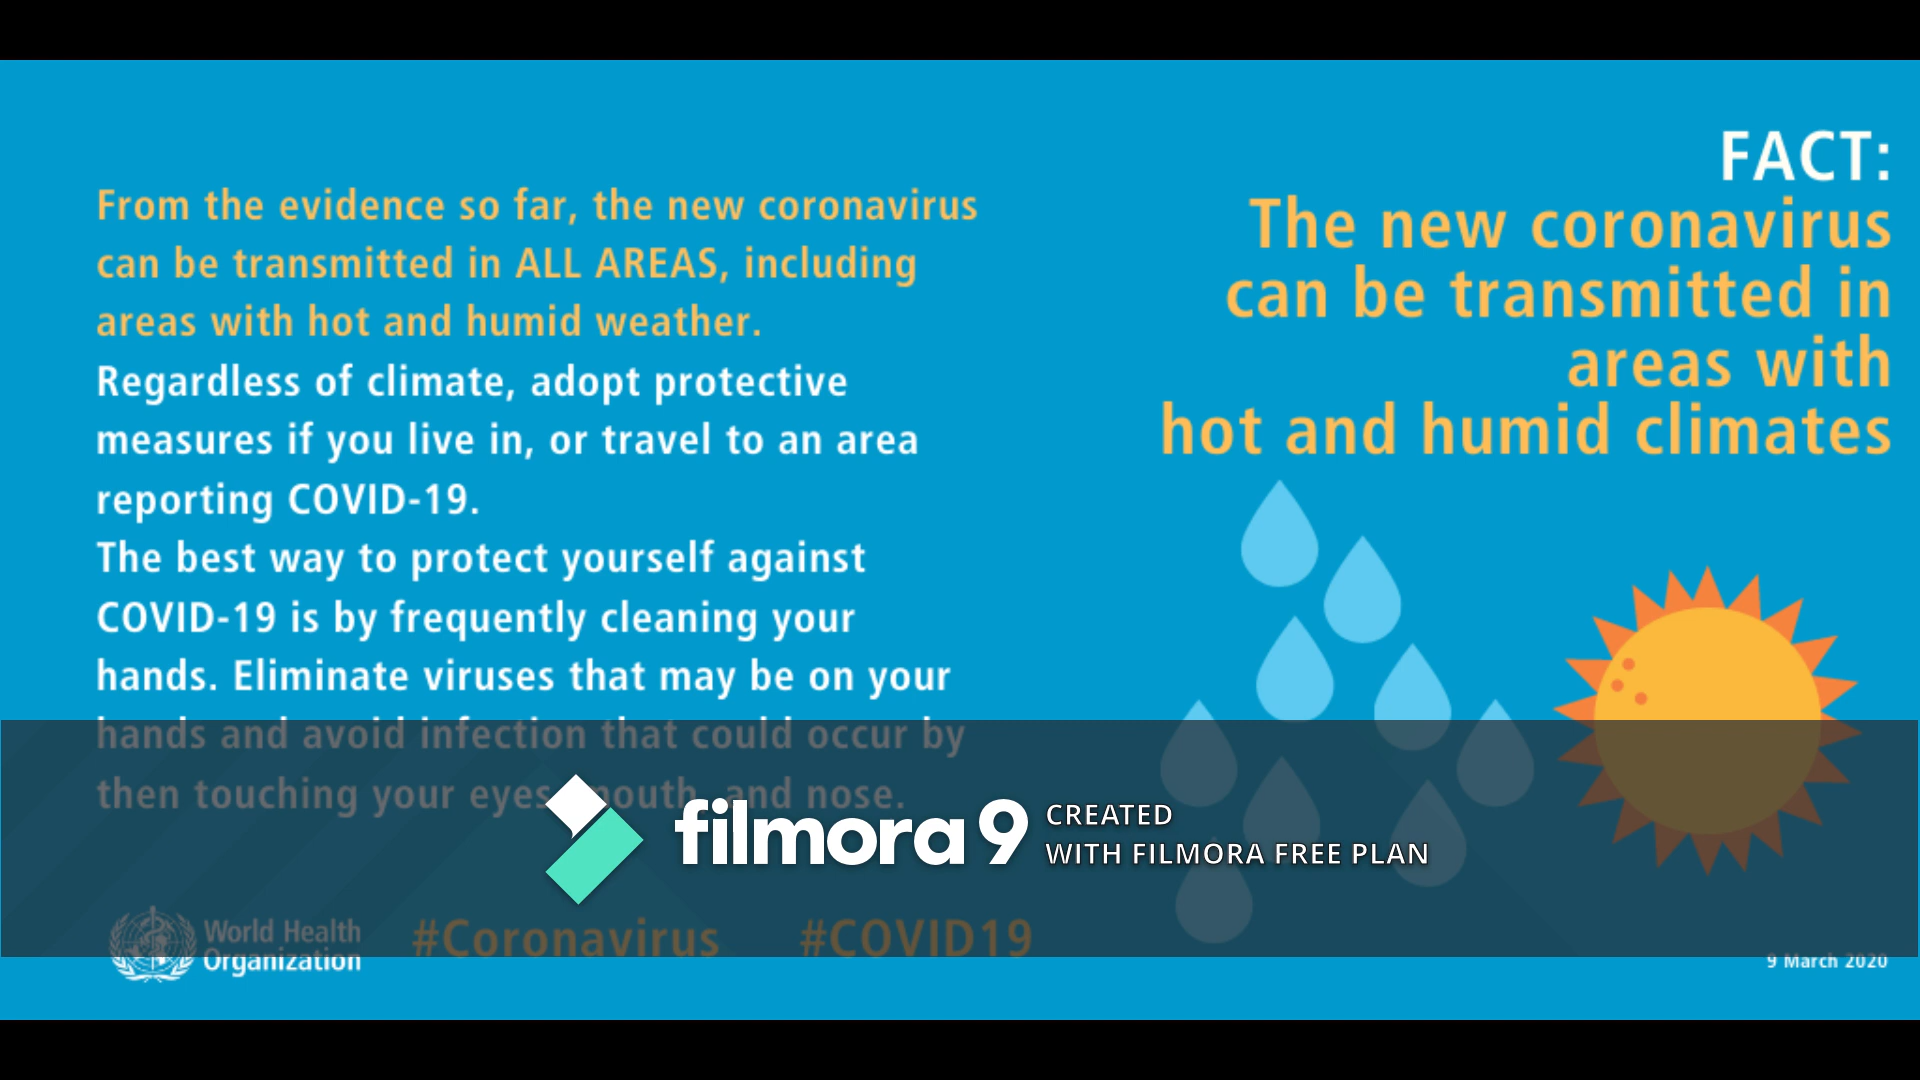 FACT:
The new coronavirus
can be transmitted in
areas with
hot and humid climates
From the evidence so far, the new coronavirus
can be transmitted in ALL AREAS, including
areas with hot and humid weather.
Regardless of climate, adopt protective
measures if you live in, or travel to an area
reporting COVID-19.
The best way to protect yourself against
COVID-19 is by frequently cleaning your
hands. Eliminate viruses that may be on your
hands and avoid infection that could occur by
then touching your eyes, mouth, and nose.
filmora 9
CREATED
WITH FILMORA FREE PLAN
World Health
Organization
#Coronavirus #COVID19
9 March 2020